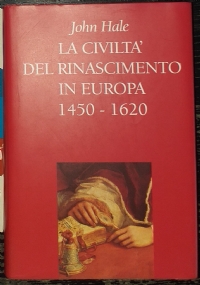 John Hale
LA CIVILTA'
DEL RINASCIMENTO
IN EUROPA
1450 - 1620